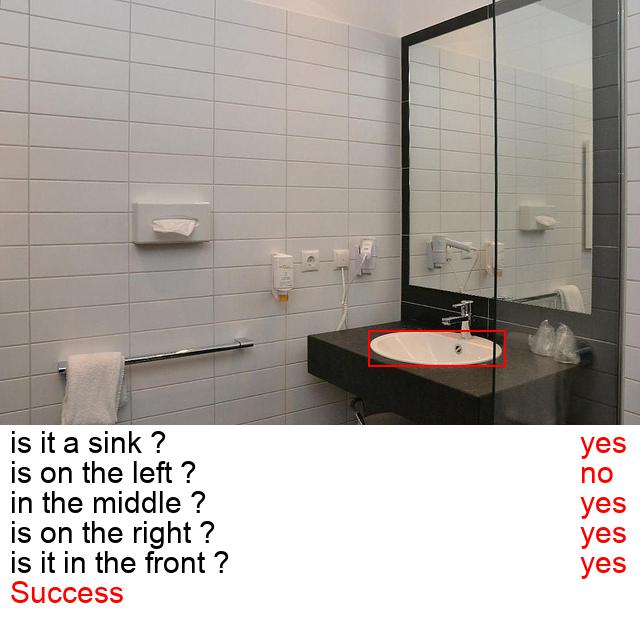 is it a sink ? yes
is on the left ? no
in the middle ? yes
is on the right ? yes
is it in the front ? yes
Success